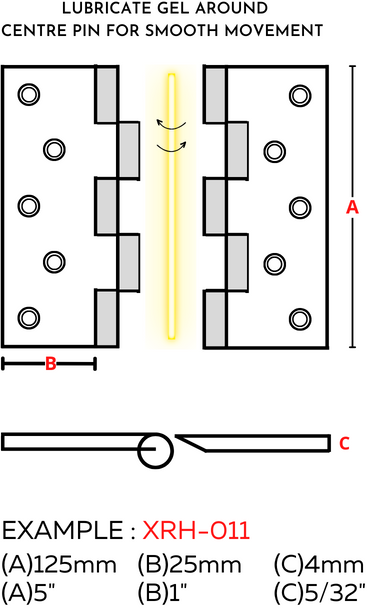 LUBRICATE GEL AROUND
CENTRE PIN FOR SMOOTH MOVEMENT
A
B
C
EXAMPLE : XRH-011
(A)125mm (B)25mm (C)4mm
(A)5" (B)1" (C)5/32"